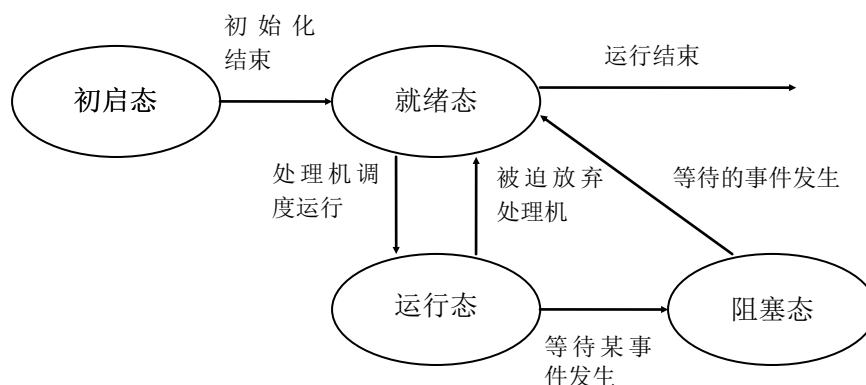 初始化
结束
运行结束
初启态
就绪态
处理机调
度运行
被迫放弃
处理机
等待的事件发生
运行态
阻塞态
等待某事
件发生